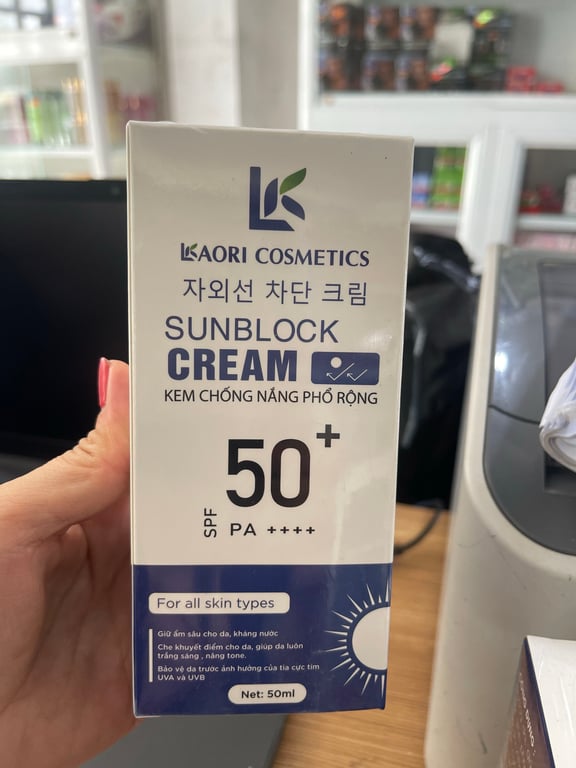 KAORI COSMETICS
자외선 차단 크림
SUNBLOCK
CREAM
KEM CHỐNG NẮNG PHỔ RỘNG
SPF 50+
PA ++++
For all skin types
Giữ ẩm sâu cho da, kháng nước
Che khuyết điểm cho da, giúp da luôn
trắng sáng , nâng tone.
Bảo vệ da trước ảnh hưởng của tia cực tím
UVA và UVB
Net: 50ml